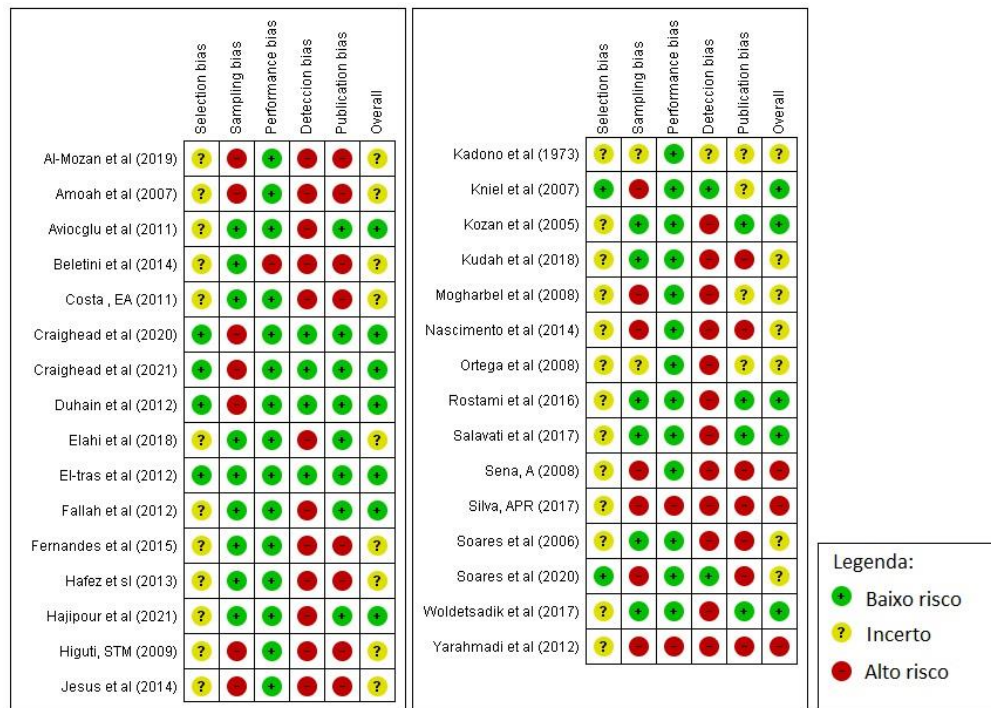 Selection bias
Sampling bias
Performance bias
Deteccion bias
Publication bias
Overall
Al-Mozan et al (2019) ? - + - - ?
Amoah et al (2007) ? - + - - ?
Aviocglu et al (2011) ? + + - + +
Beletini et al (2014) ? + - - - ?
Costa , EA (2011) ? + + - - ?
Craighead et al (2020) + - + + + +
Craighead et al (2021) + - + + + +
Duhain et al (2012) + - + + + +
Elahi et al (2018) ? + + - + ?
El-tras et al (2012) + + + + + +
Fallah et al (2012) ? + + - + +
Fernandes et al (2015) ? + + - - ?
Hafez sl (2013) ? + + - - ?
Hajipour et al (2021) ? + + - + +
Higuti, STM (2009) ? - + - - ?
Jesus et al (2014) ? - + - - ?
Selection bias
Sampling bias
Performance bias
Deteccion bias
Publication bias
Overall
Kadono et al (1973) ? ? + ? ? ?
Kniel et al (2007) + - + + ? +
Kozan et al (2005) ? + + - + +
Kudah et al (2018) ? + + - - ?
Mogharbel et al (2008) ? - + - ? ?
Nascimento et al (2014) ? - + - - ?
Ortega et al (2008) ? ? + - ? ?
Rostami et al (2016) ? + + - + +
Salavati et al (2017) ? + + - + +
Sena, A (2008) ? - + - - -
Silva, APR (2017) ? - - - - -
Soares et al (2006) ? + + - - ?
Soares et al (2020) + - + + - ?
Woldetsadik et al (2017) ? + + - + +
Yarahmadi et al (2012) ? - - - - -
Legenda:
+ Baixo risco
? Incerto
- Alto risco